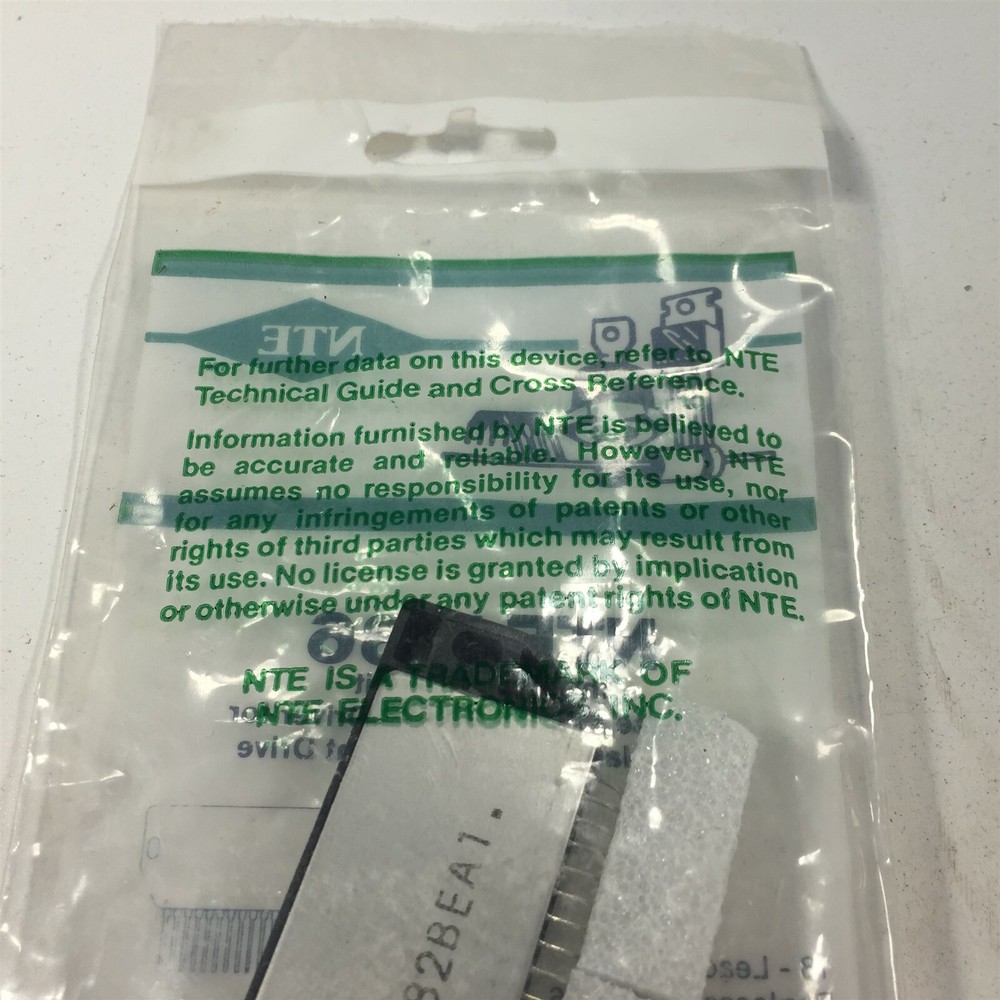 NTE
For further data on this device, refer to NTE
Technical Guide and Cross Reference.
Information furnished by NTE is believed to
be accurate and reliable. However, NTE
assumes no responsibility for its use, nor
for any infringements of patents or other
rights of third parties which may result from
its use. No license is granted by implication
or otherwise under any patent rights of NTE.
NTE IS A TRADEMARK OF
NTE ELECTRONICS, INC.
Drive
82BEA1.